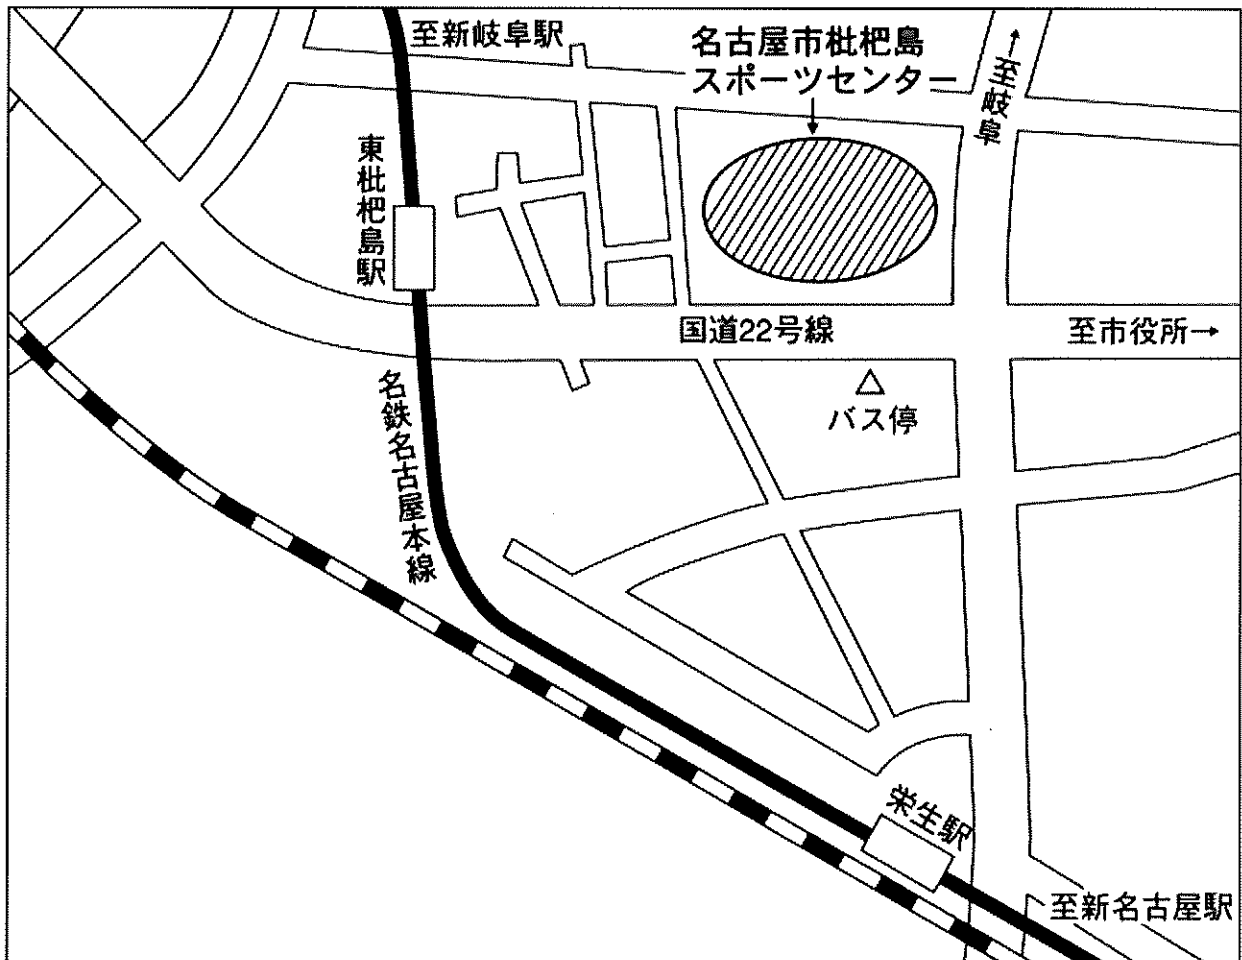 至新岐阜駅
名古屋市枇杷島
スポーツセンター
→至岐阜
東枇杷島駅
国道22号線
至市役所→
名鉄名古屋本線
バス停
栄生駅
至新名古屋駅